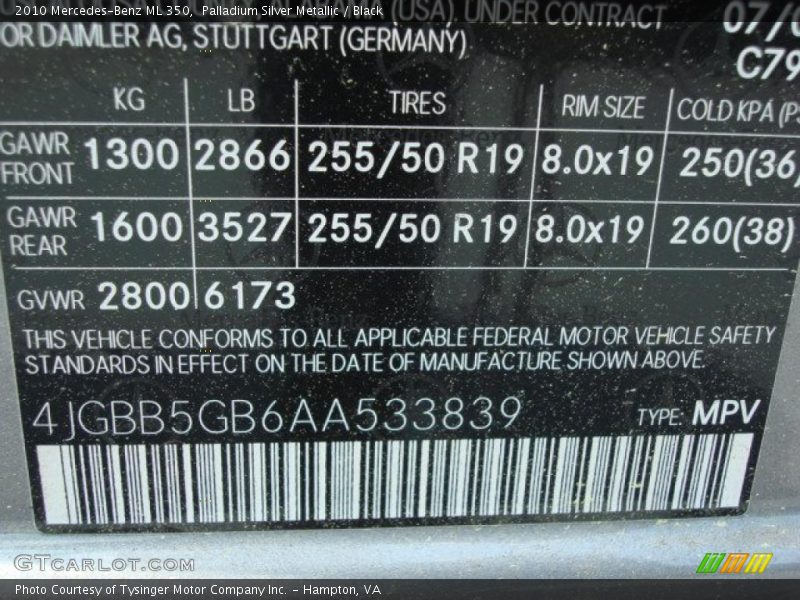 2010 Mercedes-Benz ML 350, Palladium Silver Metallic / Black
(USA) UNDER CONTRACT
OR DAIMLER AG, STUTTGART (GERMANY)
C79
KG LB TIRES RIM SIZE COLD KPA
GAWR FRONT 1300 2866 255/50 R19 8.0x19 250(36)
GAWR REAR 1600 3527 255/50 R19 8.0x19 260(38)
GVWR 2800 6173
THIS VEHICLE CONFORMS TO ALL APPLICABLE FEDERAL MOTOR VEHICLE SAFETY
STANDARDS IN EFFECT ON THE DATE OF MANUFACTURE SHOWN ABOVE.
4JGBB5GB6AA533839 TYPE: MPV
GTCARLOT.COM
Photo Courtesy of Tysinger Motor Company Inc. - Hampton, VA